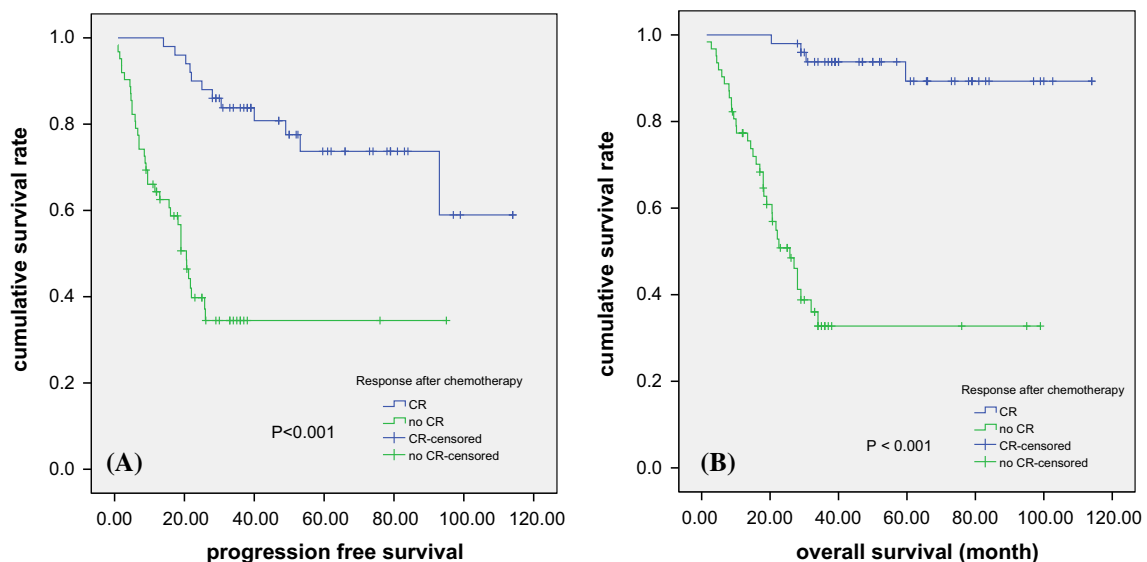 1.0
0.8
0.6
0.4
0.2
0.0
cumulative survival rate
Response after chemotherapy
CR
no CR
CR-censored
no CR-censored
P<0.001
(A)
0.00 20.00 40.00 60.00 80.00 100.00 120.00
progression free survival
1.0
0.8
0.6
0.4
0.2
0.0
cumulative survival rate
Response after chemotherapy
CR
no CR
CR-censored
no CR-censored
P < 0.001
(B)
0.00 20.00 40.00 60.00 80.00 100.00 120.00
overall survival (month)